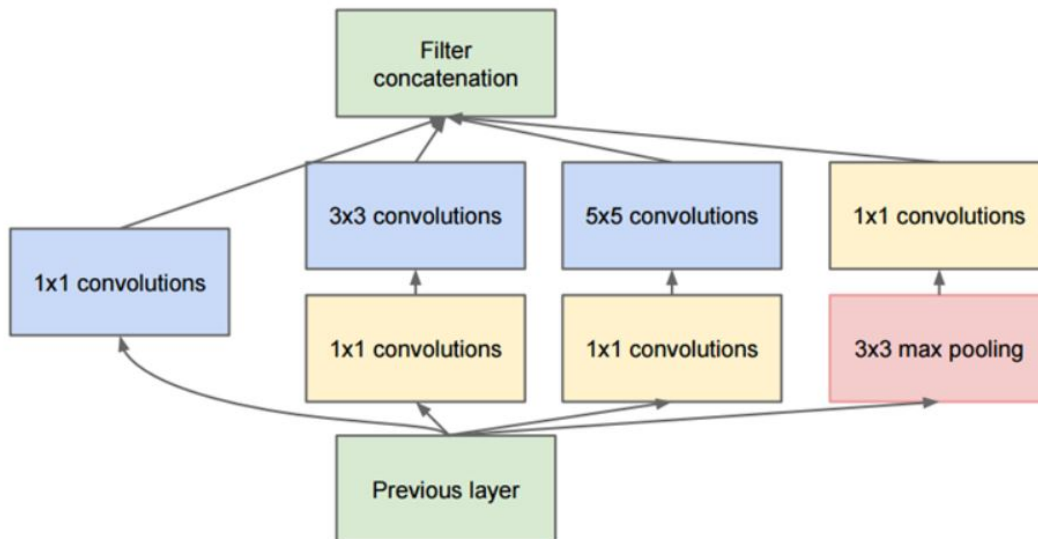 Filter
concatenation
3x3 convolutions
5x5 convolutions
1x1 convolutions
1x1 convolutions
1x1 convolutions
1x1 convolutions
3x3 max pooling
Previous layer